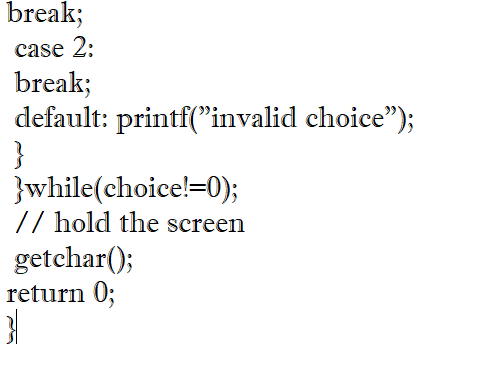 break;
case 2:
break;
default: printf(”invalid choice”);
}
}while(choice!=0);
// hold the screen
getchar();
return 0;
}